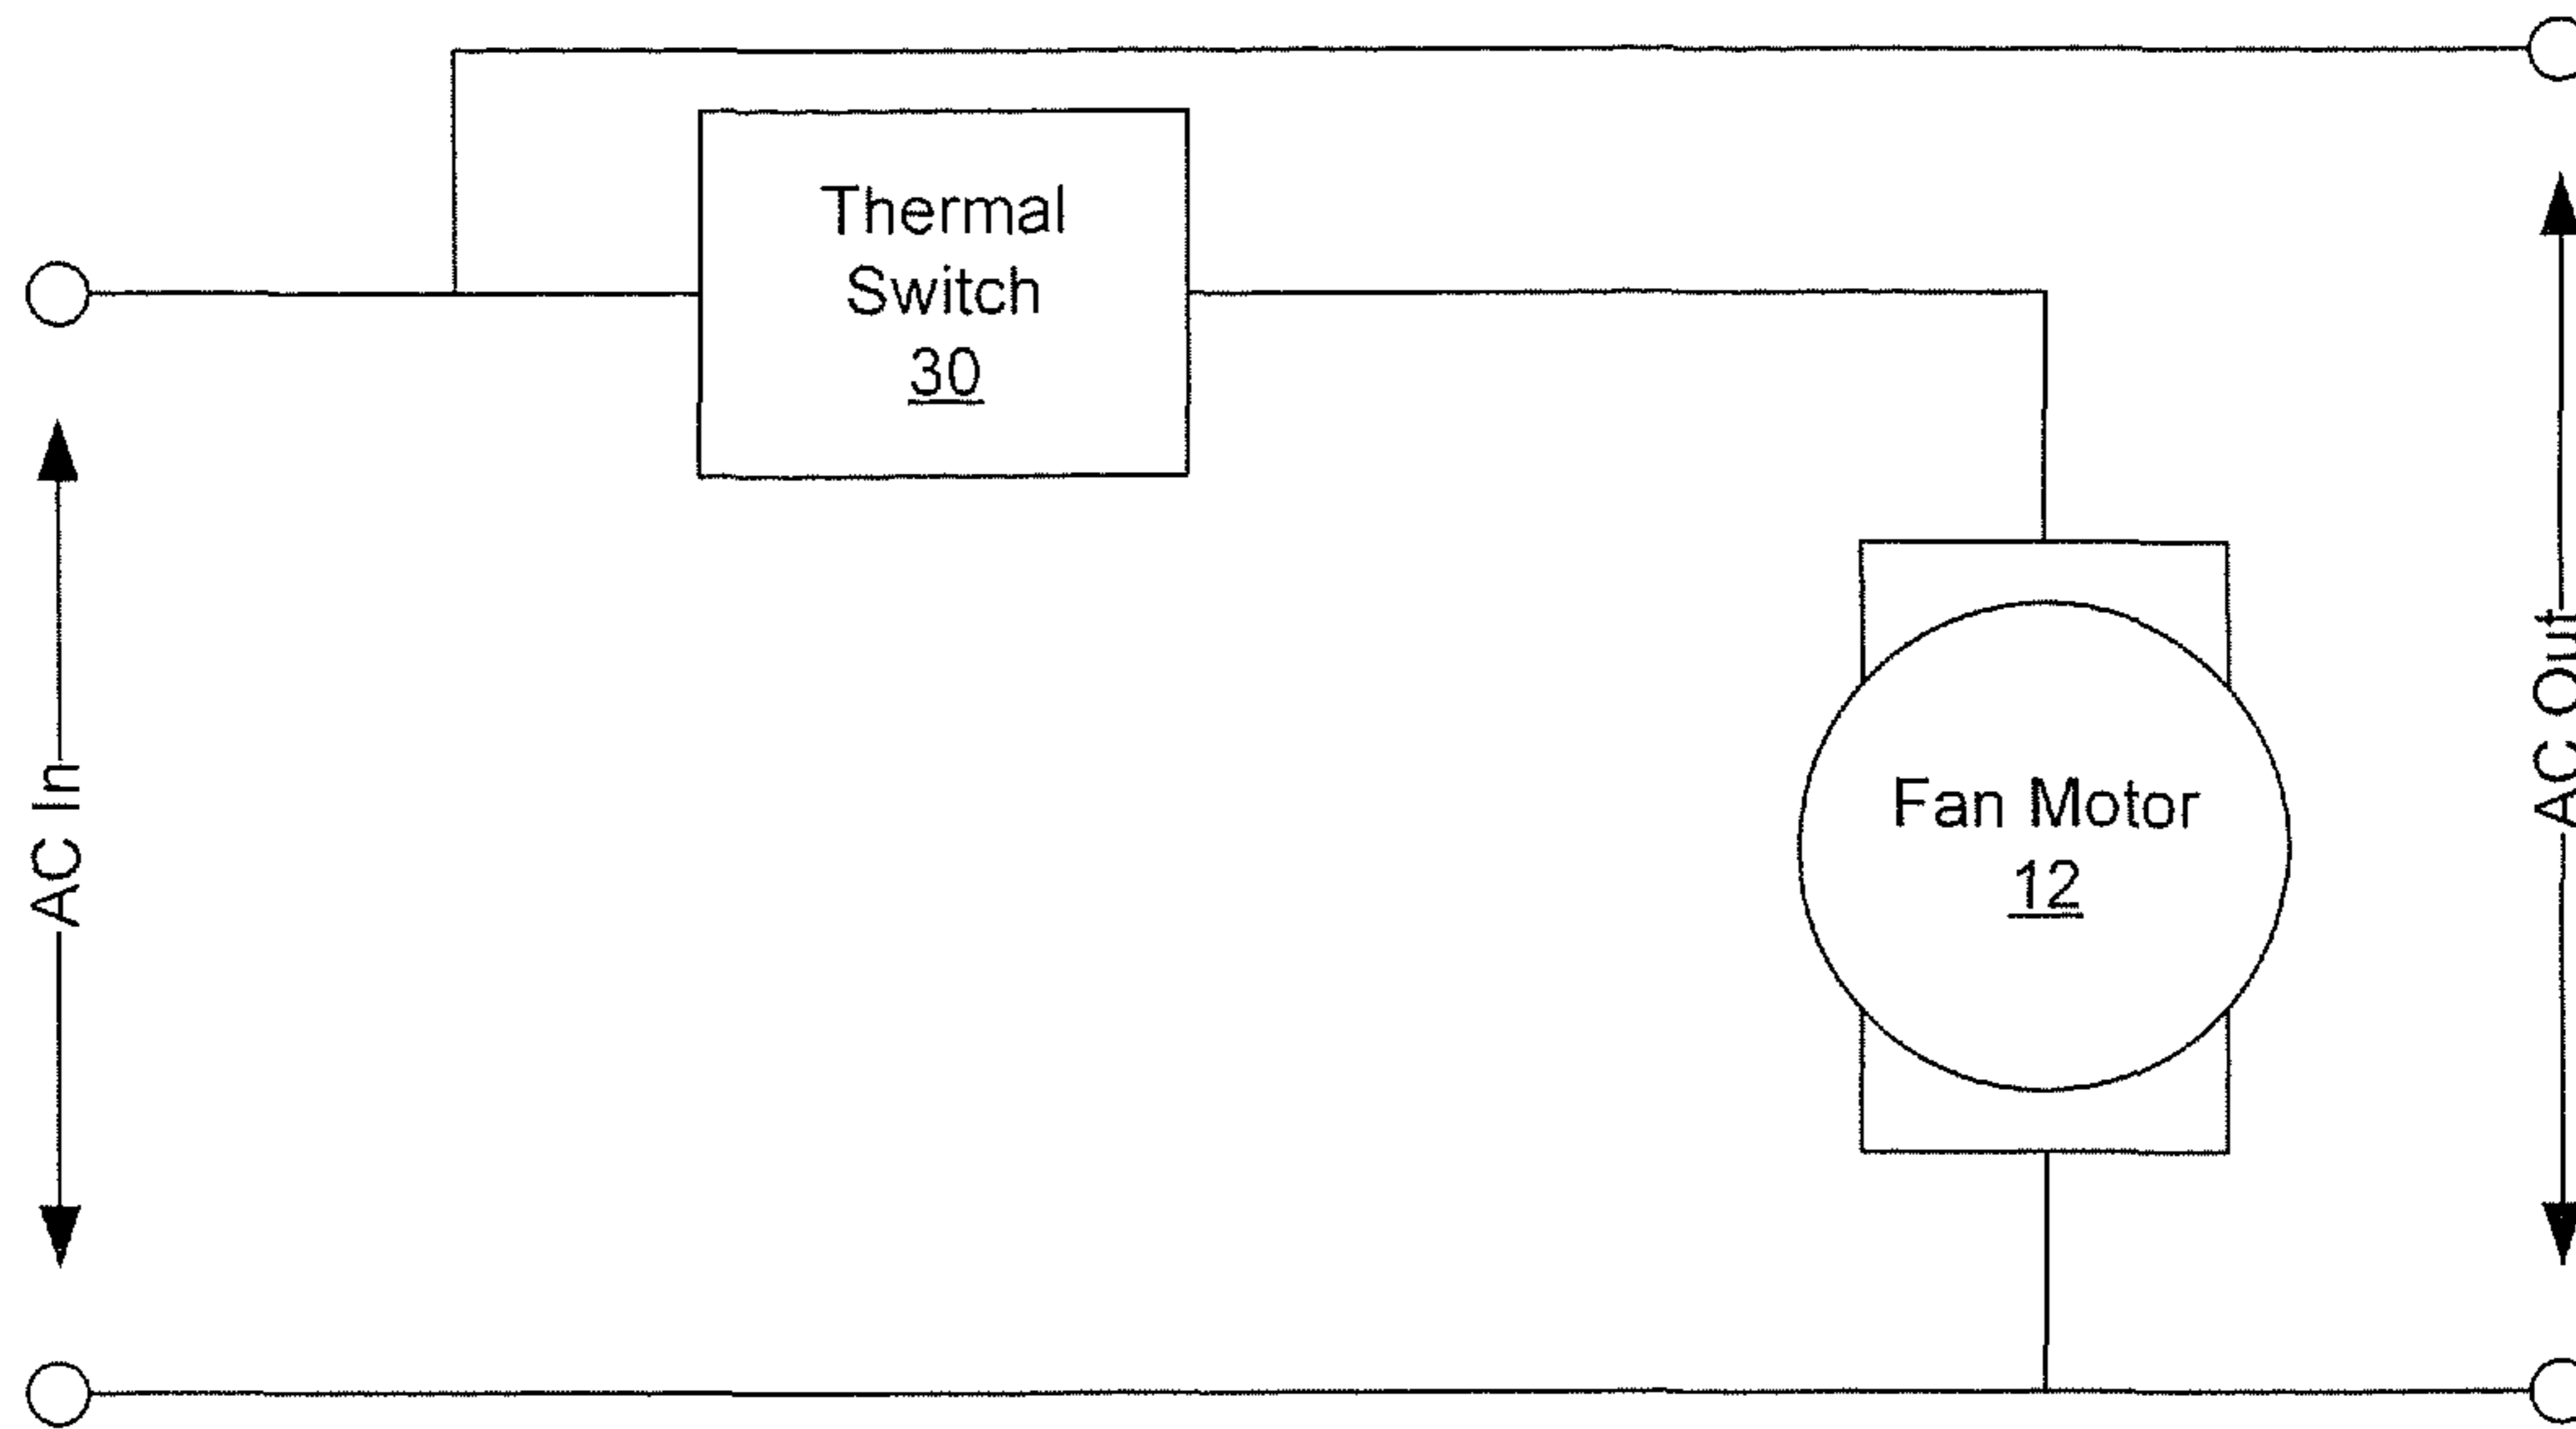 Thermal
Switch
30
AC In
Fan Motor
12
AC Out